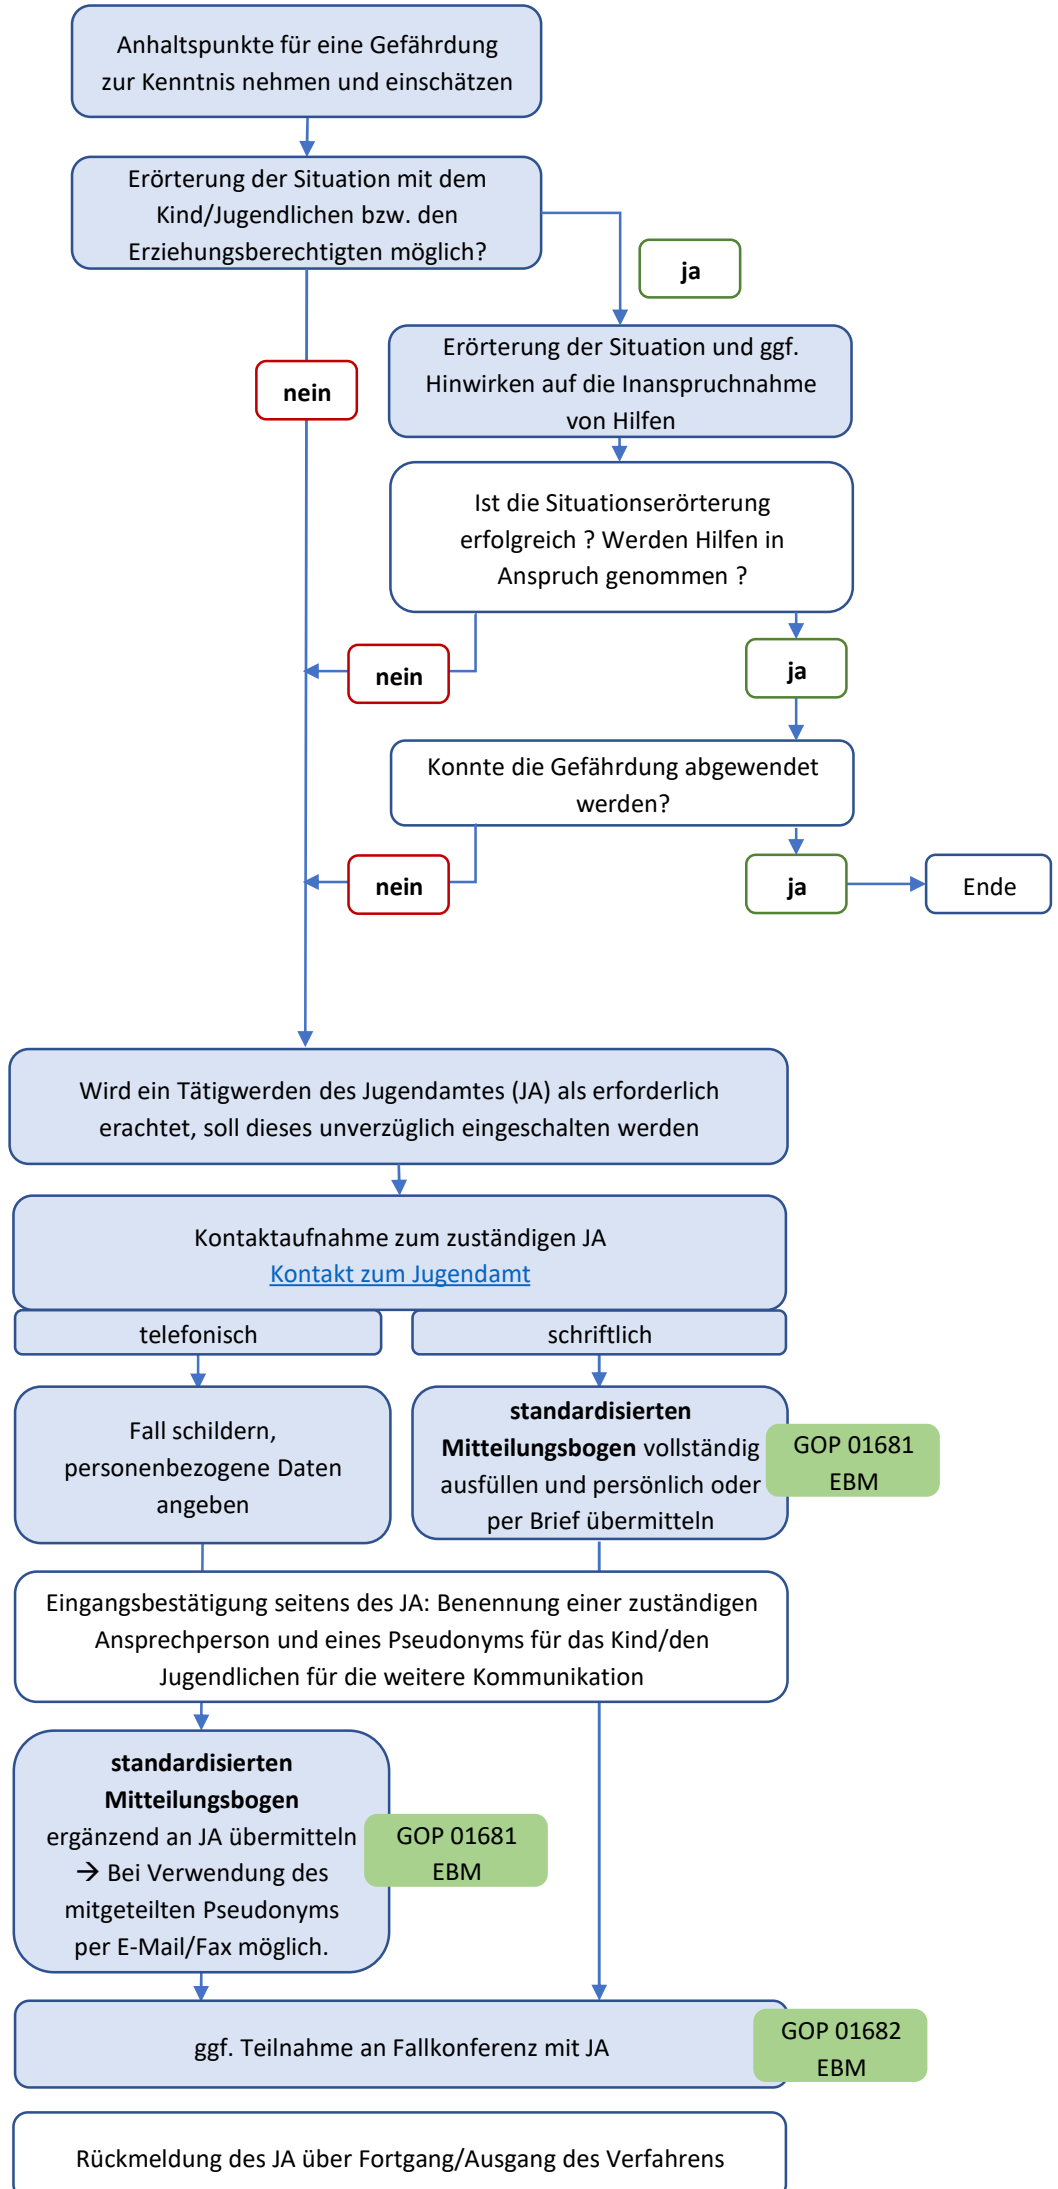 Anhaltspunkte für eine Gefährdung
zur Kenntnis nehmen und einschätzen
Erörterung der Situation mit dem
Kind/Jugendlichen bzw. den
Erziehungsberechtigten möglich?
ja
nein
Erörterung der Situation und ggf.
Hinwirken auf die Inanspruchnahme
von Hilfen
Ist die Situationserörterung
erfolgreich ? Werden Hilfen in
Anspruch genommen ?
nein
ja
Konnte die Gefährdung abgewendet
werden?
nein
ja
Ende
Wird ein Tätigwerden des Jugendamtes (JA) als erforderlich
erachtet, soll dieses unverzüglich eingeschalten werden
Kontaktaufnahme zum zuständigen JA
Kontakt zum Jugendamt
telefonisch
schriftlich
Fall schildern,
personenbezogene Daten
angeben
standardisierten
Mitteilungsbogen vollständig
ausfüllen und persönlich oder
per Brief übermitteln
GOP 01681
EBM
Eingangsbestätigung seitens des JA: Benennung einer zuständigen
Ansprechperson und eines Pseudonyms für das Kind/den
Jugendlichen für die weitere Kommunikation
standardisierten
Mitteilungsbogen
ergänzend an JA übermitteln
→ Bei Verwendung des
mitgeteilten Pseudonyms
per E-Mail/Fax möglich.
GOP 01681
EBM
ggf. Teilnahme an Fallkonferenz mit JA
GOP 01682
EBM
Rückmeldung des JA über Fortgang/Ausgang des Verfahrens